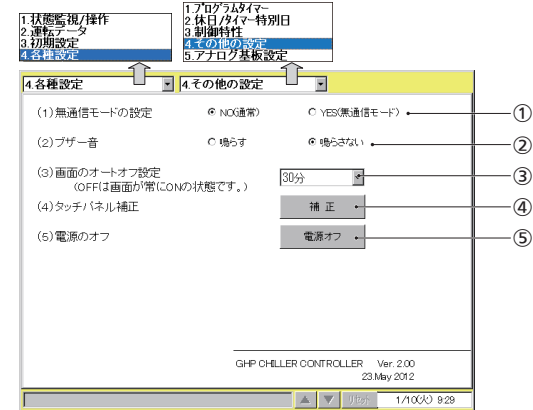 1.状態監視/操作
2.運転データ
3.初期設定
4.各種設定
1.プログラムタイマー
2.休日/タイマー特別日
3.制御特性
4.その他の設定
5.アナログ基板設定
4.各種設定 4.その他の設定
(1)無通信モードの設定 NO(通常) YES(無通信モード) ①
(2)ブザー音 鳴らす 鳴らさない ②
(3)画面のオートオフ設定 30分 ③
(OFFは画面が常にONの状態です。)
(4)タッチパネル補正 補 正 ④
(5)電源のオフ 電源オフ ⑤
GHP CHILLER CONTROLLER Ver. 2.00
23.May 2012
リセット 1/10(火) 9:29